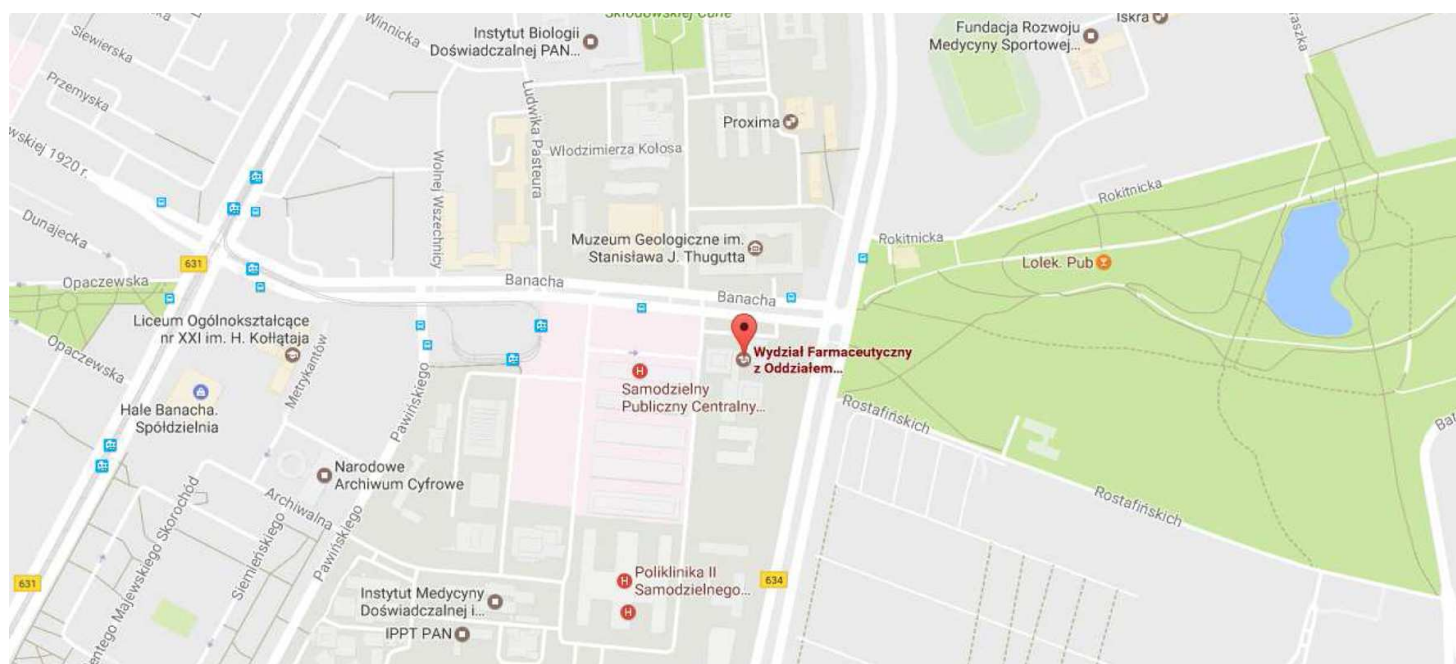 Skłodowskiej-Curie
Iskra
Winnicka
Instytut Biologii
Doświadczalnej PAN...
Fundacja Rozwoju
Medycyny Sportowej...
Siewierska
Przemyska
Ludwika Pasteura
Proxima
Włodzimierza Kołosa
wskiej 1920 r.
Wolnej Wszechnicy
Rokitnicka
Dunajecka
Muzeum Geologiczne im.
Stanisława J. Thugutta
Rokitnicka
631
Lolek. Pub
Opaczewska
Banacha
Banacha
Liceum Ogólnokształcące
nr XXI im. H. Kołłątaja
Opaczewska
Metrykantów
Wydział Farmaceutyczny
z Oddziałem...
H
Samodzielny
Publiczny Centralny...
Hale Banacha.
Spółdzielnia
Pawińskiego
Rostafińskich
Narodowe
Archiwum Cyfrowe
Archiwalna
Rostafińskich
entego Majewskiego Skorochód
Siemieńskiego
Pawińskiego
631
H
Poliklinika II
Samodzielnego...
H
634
Instytut Medycyny
Doświadczalnej i...
IPPT PAN